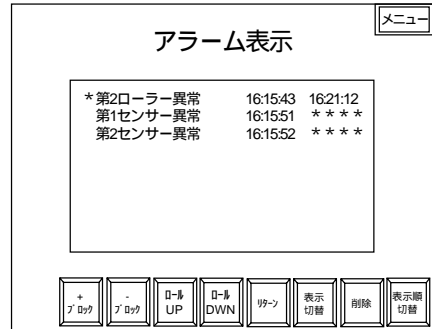 メニュー
アラーム表示
*第2ローラー異常 16:15:43 16:21:12
第1センサー異常 16:15:51 ****
第2センサー異常 16:15:52 ****
+
ブロック
-
ブロック
ロール
UP
ロール
DWN
リターン
表示
切替
削除
表示順
切替